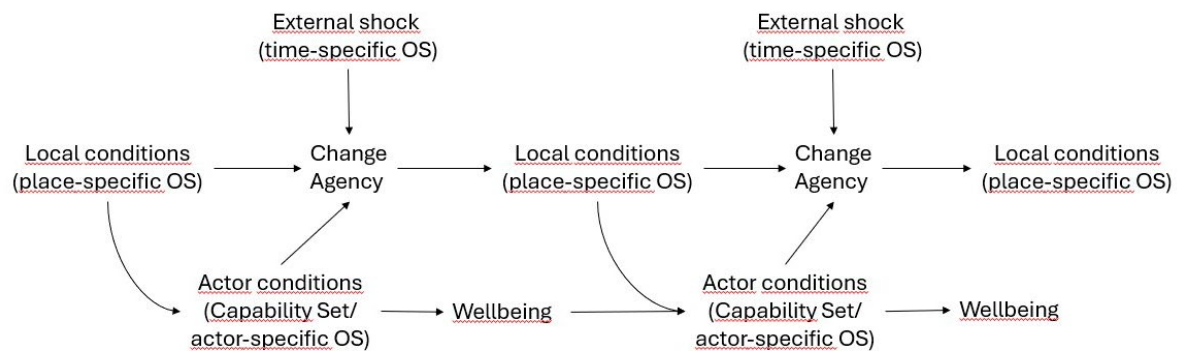 External shock
(time-specific OS)
External shock
(time-specific OS)
Local conditions
(place-specific OS)
Change
Agency
Local conditions
(place-specific OS)
Change
Agency
Local conditions
(place-specific OS)
Actor conditions
(Capability Set/
actor-specific OS)
Wellbeing
Actor conditions
(Capability Set/
actor-specific OS)
Wellbeing